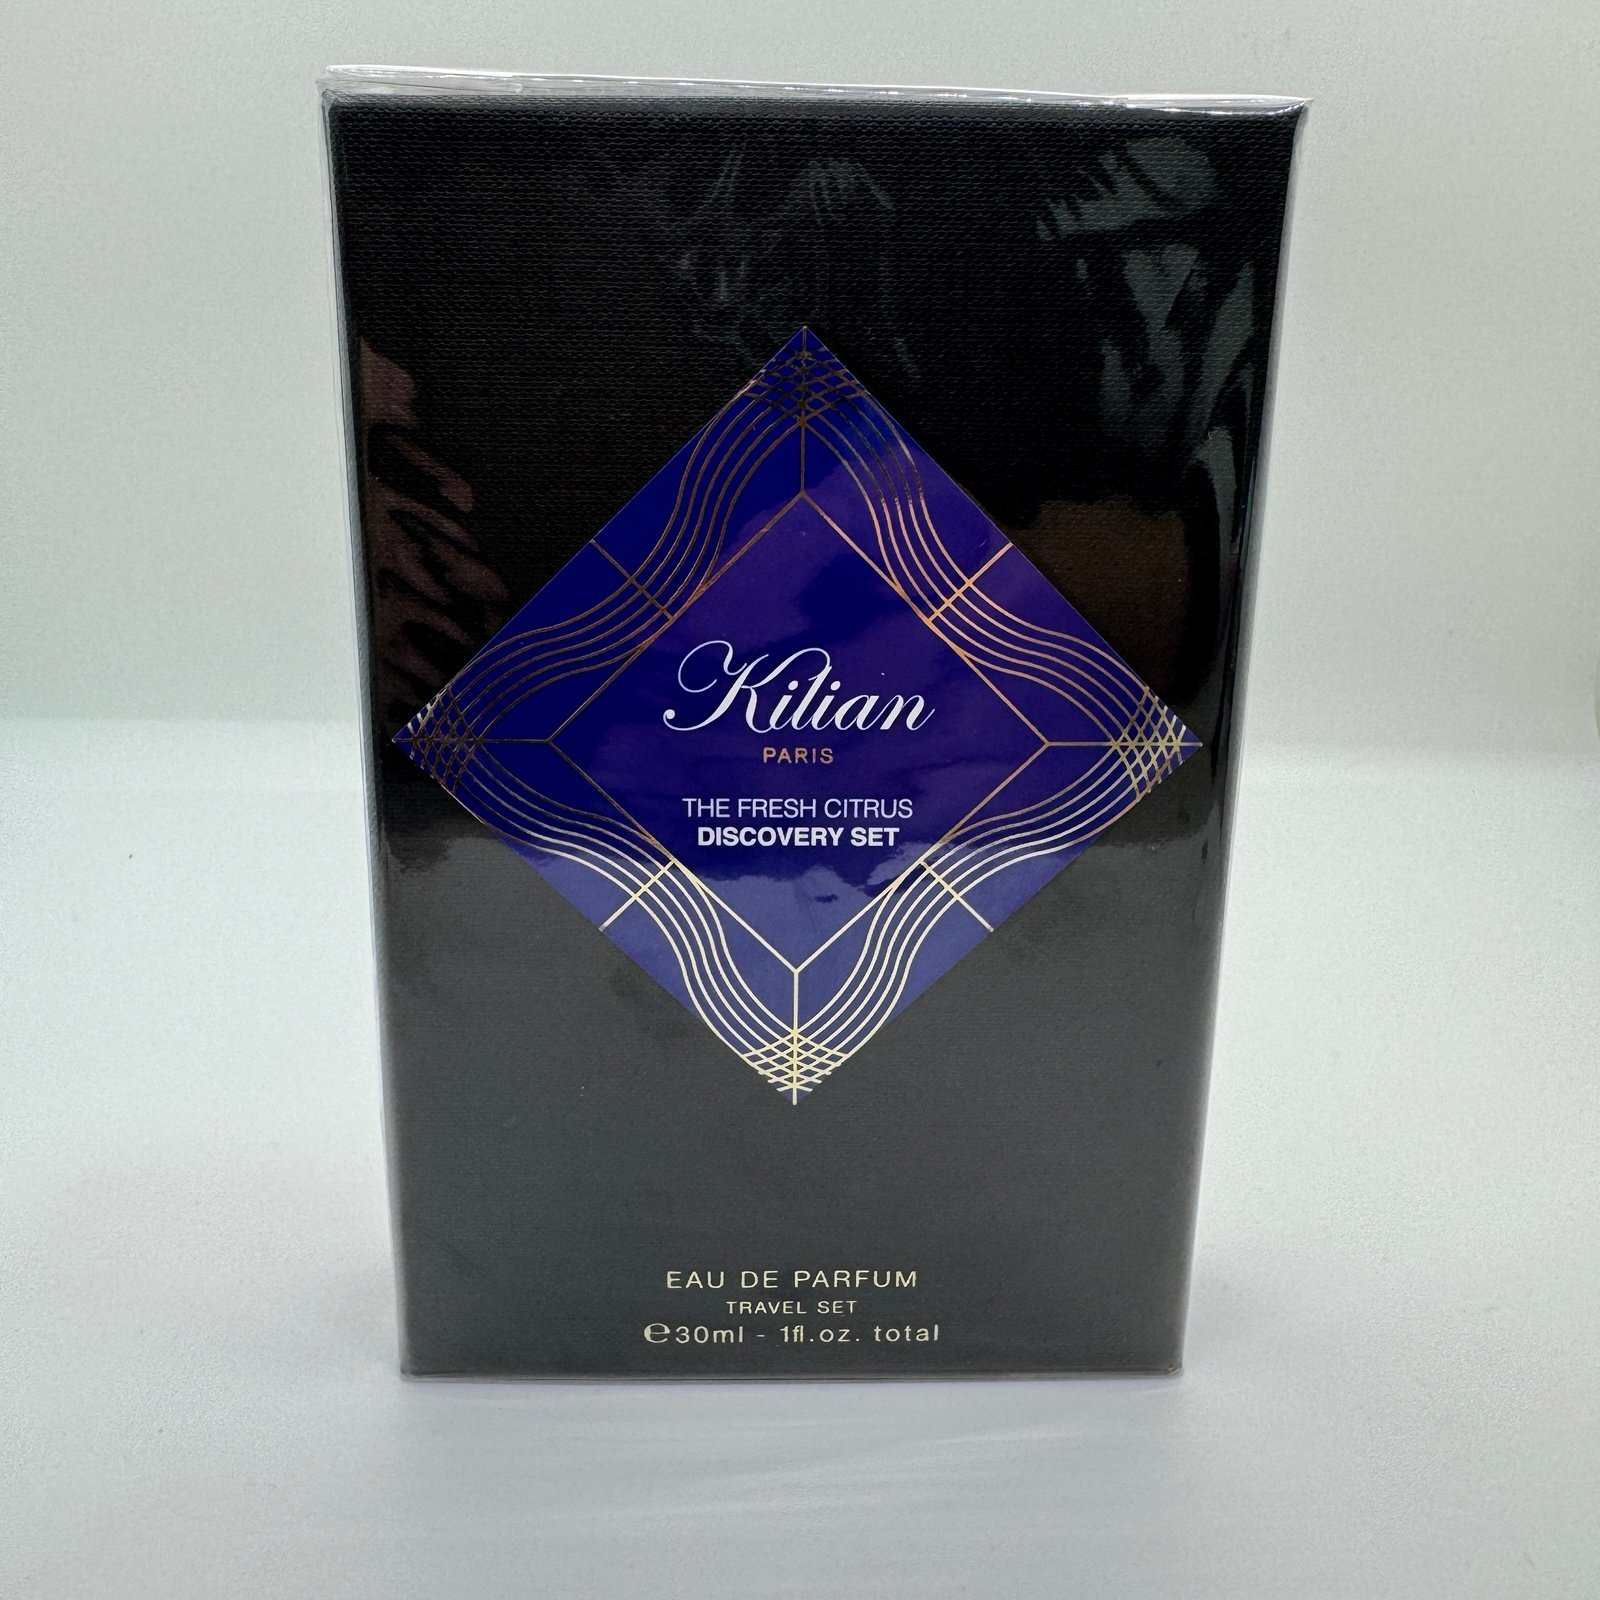 Kilian
PARIS
THE FRESH CITRUS
DISCOVERY SET
EAU DE PARFUM
TRAVEL SET
℮30ml - 1fl.oz. total